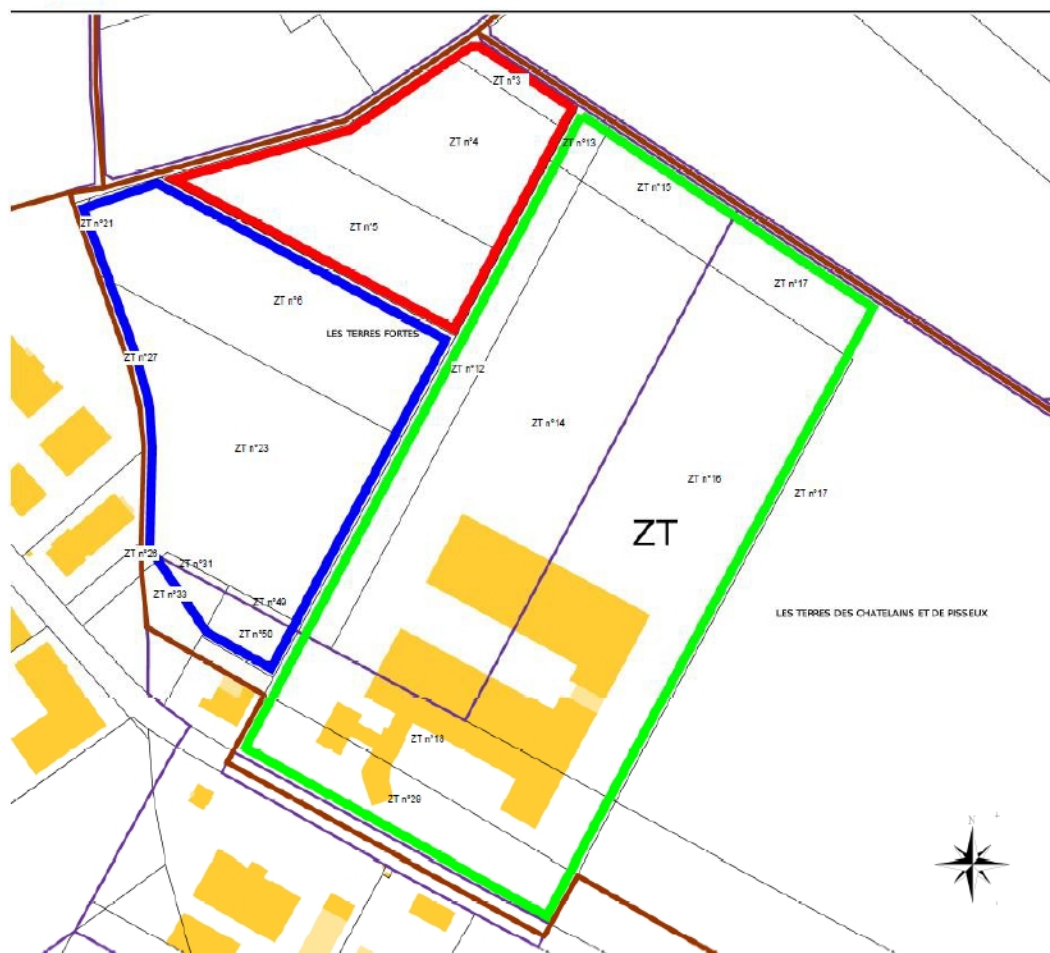 ZT n°3
ZT n°4
ZT n°13
ZT n°15
ZT n°21
ZT n°5
ZT n°17
ZT n°6
LES TERRES FORTES
ZT n°27
ZT n°12
ZT n°14
ZT n°23
ZT n°16
ZT n°17
ZT
ZT n°28
ZT n°31
ZT n°33
ZT n°49
LES TERRES DES CHATELAINS ET DE PISSEUX
ZT n°50
ZT n°18
ZT n°29
N